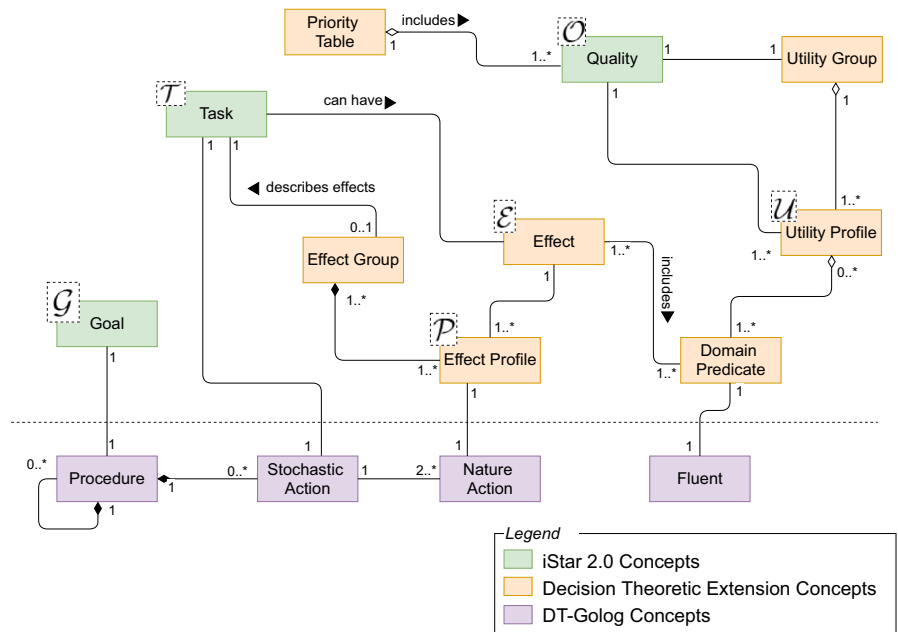 Priority
Table
includes
1
1..*
𝒪
Quality
1
1
Utility Group
1
1
𝒯
Task
can have
1
1
describes effects
0..1
Effect Group
1..*
ℰ
Effect
1..*
1
includes
1..*
𝒰
Utility Profile
1..*
0..*
𝒢
Goal
1
𝒫
1..*
Effect Profile
1..*
1
1..*
Domain
Predicate
1..*
1
1
1
1
1
0..*
Procedure
1
1
0..*
Stochastic
Action
1
2..*
Nature
Action
Fluent
Legend
iStar 2.0 Concepts
Decision Theoretic Extension Concepts
DT-Golog Concepts